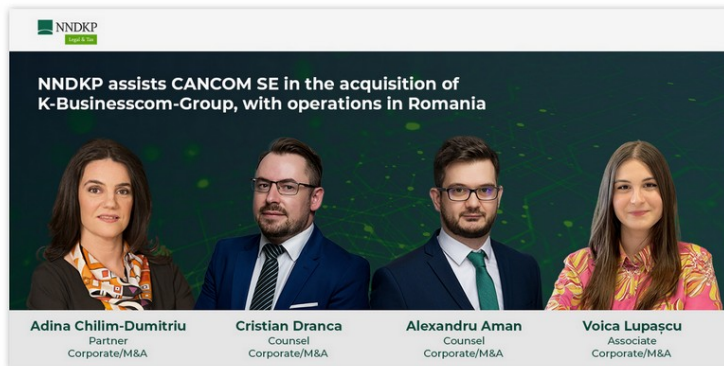 NNDKP
Legal & Tax
NNDKP assists CANCOM SE in the acquisition of
K-Businesscom-Group, with operations in Romania
Adina Chilim-Dumitriu
Partner
Corporate/M&A
Cristian Dranca
Counsel
Corporate/M&A
Alexandru Aman
Counsel
Corporate/M&A
Voica Lupașcu
Associate
Corporate/M&A